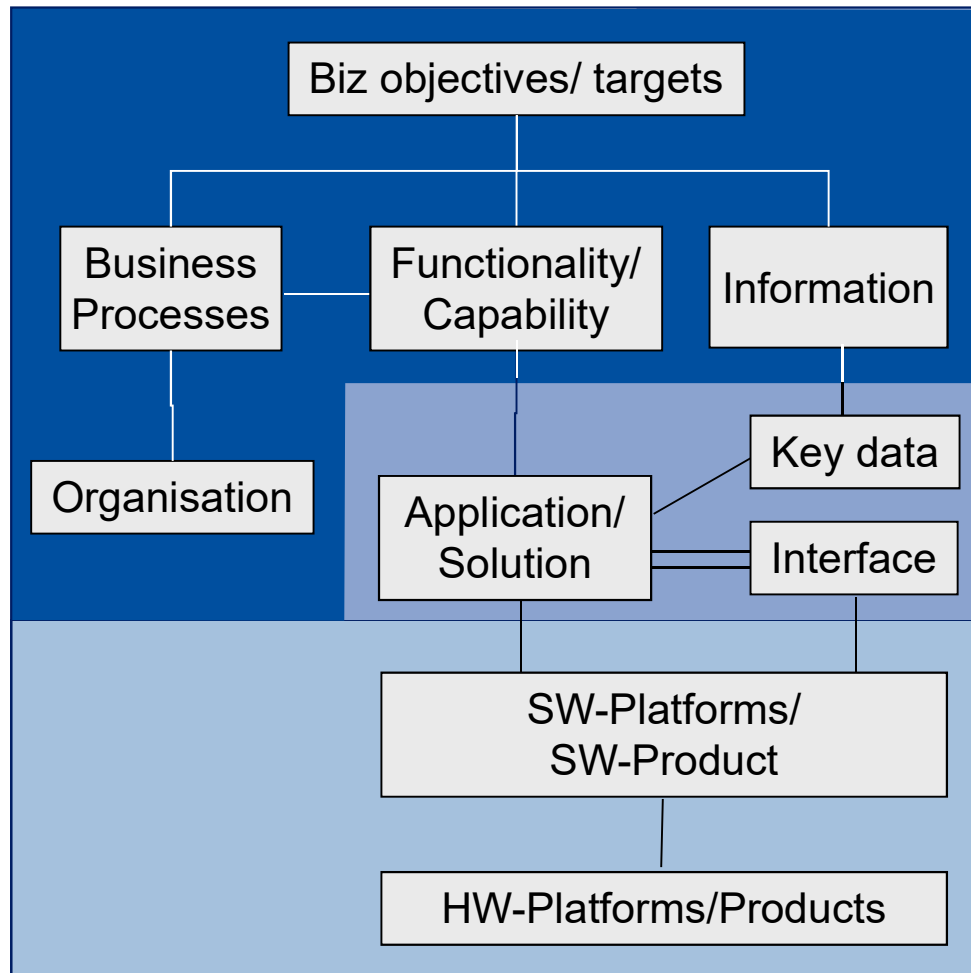 Biz objectives/ targets
Business
Processes
Functionality/
Capability
Information
Key data
Organisation
Application/
Solution
Interface
SW-Platforms/
SW-Product
HW-Platforms/Products